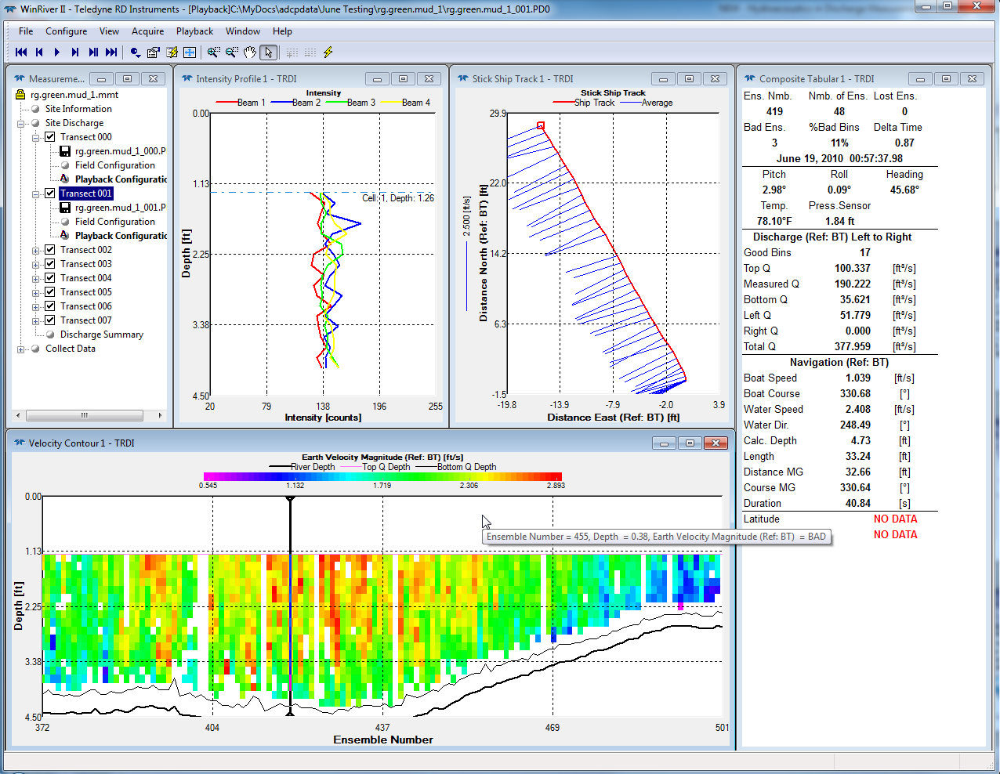 WinRiver II - Teledyne RD Instruments - [Playback]C:\MyDocs\adcpdata\June Testing\rg.green.mud_1\rg.green.mud_1_001.PD0
File Configure View Acquire Playback Window Help
Measureme...
rg.green.mud_1.mmt
Site Information
Site Discharge
Transect 000
rg.green.mud_1_000.P
Field Configuration
Playback Configuratio
Transect 001
rg.green.mud_1_001.P
Field Configuration
Playback Configuratio
Transect 002
Transect 003
Transect 004
Transect 005
Transect 006
Transect 007
Discharge Summary
Collect Data
Intensity Profile 1 - TRDI
Intensity
Beam 1 Beam 2 Beam 3 Beam 4
0.00
1.13
2.25
3.38
4.50
Depth [ft]
Cell: 1, Depth: 1.26
20 79 138 196 255
Intensity [counts]
Stick Ship Track 1 - TRDI
Stick Ship Track
Ship Track Average
29.9
22.0
14.2
6.3
-1.5
2.500 [ft/s]
Distance North (Ref: BT) [ft]
-19.8 -13.9 -7.9 -2.0 3.9
Distance East (Ref: BT) [ft]
Composite Tabular 1 - TRDI
Ens. Nmb. Nmb. of Ens. Lost Ens.
419 48 0
Bad Ens. %Bad Bins Delta Time
3 11% 0.87
June 19, 2010 00:57:37.98
Pitch Roll Heading
2.98° 0.09° 45.68°
Temp. Press.Sensor
78.10°F 1.84 ft
Discharge (Ref: BT) Left to Right
Good Bins 17
Top Q 100.337 [ft³/s]
Measured Q 190.222 [ft³/s]
Bottom Q 35.621 [ft³/s]
Left Q 51.779 [ft³/s]
Right Q 0.000 [ft³/s]
Total Q 377.959 [ft³/s]
Navigation (Ref: BT)
Boat Speed 1.039 [ft/s]
Boat Course 330.68 [°]
Water Speed 2.408 [ft/s]
Water Dir. 248.49 [°]
Calc. Depth 4.73 [ft]
Length 33.24 [ft]
Distance MG 32.66 [ft]
Course MG 330.64 [°]
Duration 40.84 [s]
Latitude NO DATA
NO DATA
Velocity Contour 1 - TRDI
Earth Velocity Magnitude (Ref: BT) [ft/s]
River Depth Top Q Depth Bottom Q Depth
0.545 1.132 1.719 2.306 2.893
0.00
1.13
2.25
3.38
4.50
Depth [ft]
Ensemble Number = 455, Depth = 0.38, Earth Velocity Magnitude (Ref: BT) = BAD
372 404 437 469 501
Ensemble Number